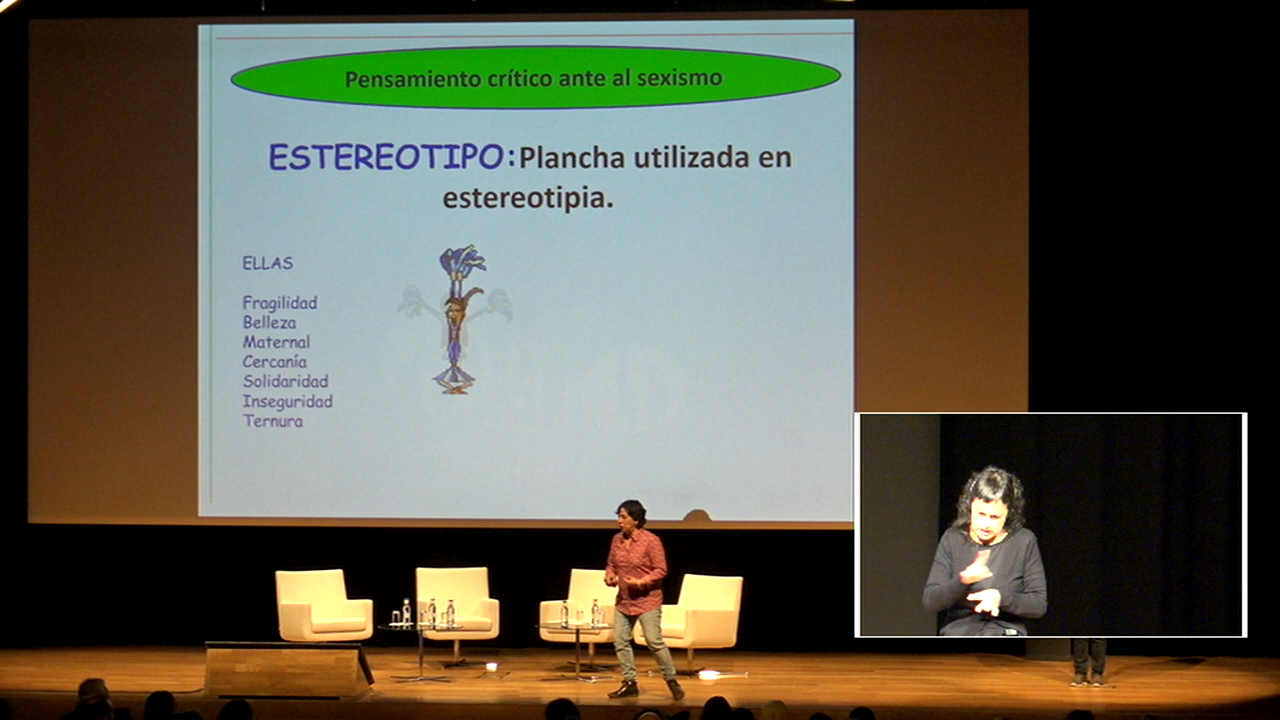 Pensamiento crítico ante al sexismo
ESTEREOTIPO:Plancha utilizada en
estereotipia.
ELLAS
Fragilidad
Belleza
Maternal
Cercanía
Solidaridad
Inseguridad
Ternura